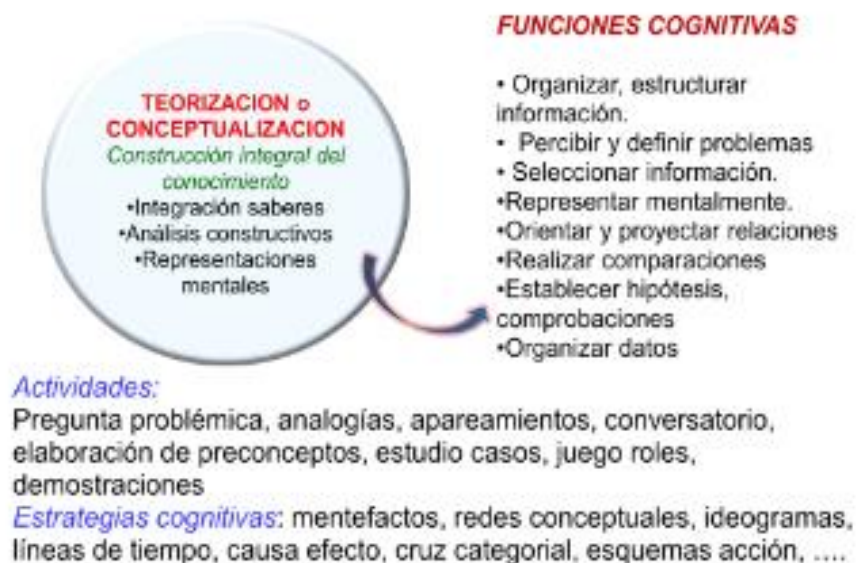 TEORIZACION o
CONCEPTUALIZACION
Construcción integral del
conocimiento
•Integración saberes
•Análisis constructivos
•Representaciones
mentales
FUNCIONES COGNITIVAS
• Organizar, estructurar
información.
• Percibir y definir problemas
• Seleccionar información.
•Representar mentalmente.
•Orientar y proyectar relaciones
•Realizar comparaciones
•Establecer hipótesis,
comprobaciones
•Organizar datos
Actividades:
Pregunta problémica, analogías, apareamientos, conversatorio,
elaboración de preconceptos, estudio casos, juego roles,
demostraciones
Estrategias cognitivas: mentefactos, redes conceptuales, ideogramas,
líneas de tiempo, causa efecto, cruz categorial, esquemas acción, ....